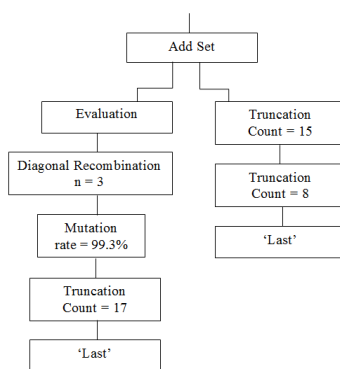 Add Set
Evaluation
Diagonal Recombination
n = 3
Mutation
rate = 99.3%
Truncation
Count = 17
‘Last’
Truncation
Count = 15
Truncation
Count = 8
‘Last’